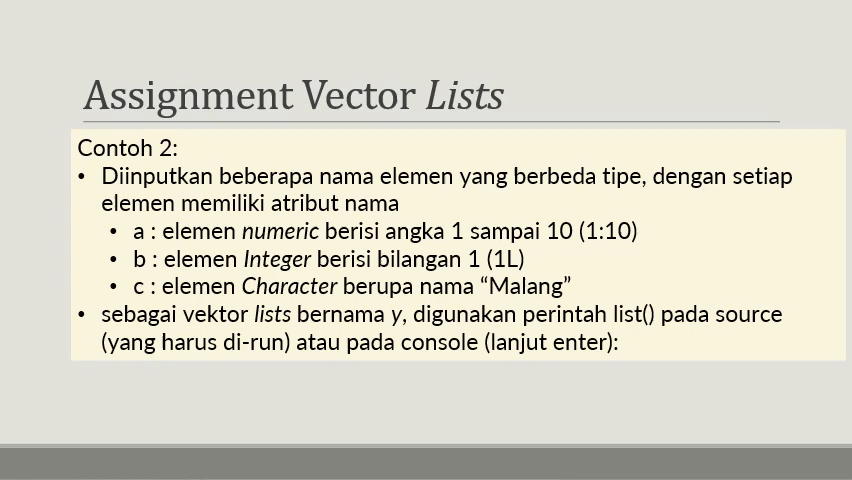 Assignment Vector Lists
Contoh 2:
• Diinputkan beberapa nama elemen yang berbeda tipe, dengan setiap
elemen memiliki atribut nama
• a : elemen numeric berisi angka 1 sampai 10 (1:10)
• b : elemen Integer berisi bilangan 1 (1L)
• c : elemen Character berupa nama “Malang”
• sebagai vektor lists bernama y, digunakan perintah list() pada source
(yang harus di-run) atau pada console (lanjut enter):